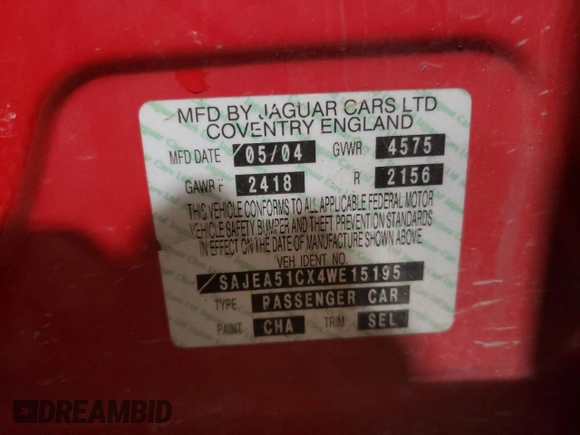 MFD BY JAGUAR CARS LTD
COVENTRY ENGLAND
MFD DATE 05/04 GVWR 4575
GAWR F 2418 R 2156
THIS VEHICLE CONFORMS TO ALL APPLICABLE FEDERAL MOTOR
VEHICLE SAFETY BUMPER AND THEFT PREVENTION STANDARDS
IN EFFECT ON THE DATE OF MANUFACTURE SHOWN ABOVE.
VEH IDENT NO.
SAJEA51CX4WE15195
TYPE PASSENGER CAR
PAINT CHA TRIM SEL
DREAMBID